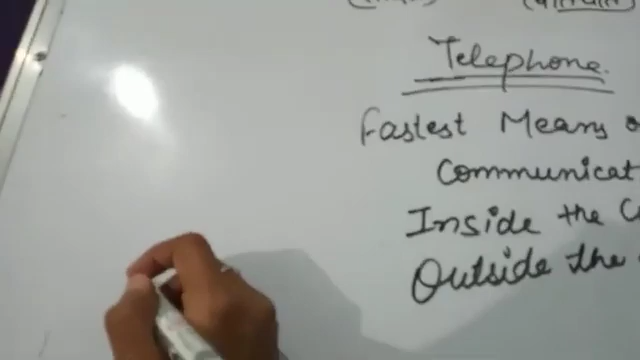 Telephone.
Fastest Means
Communicat
Inside the
Outside the